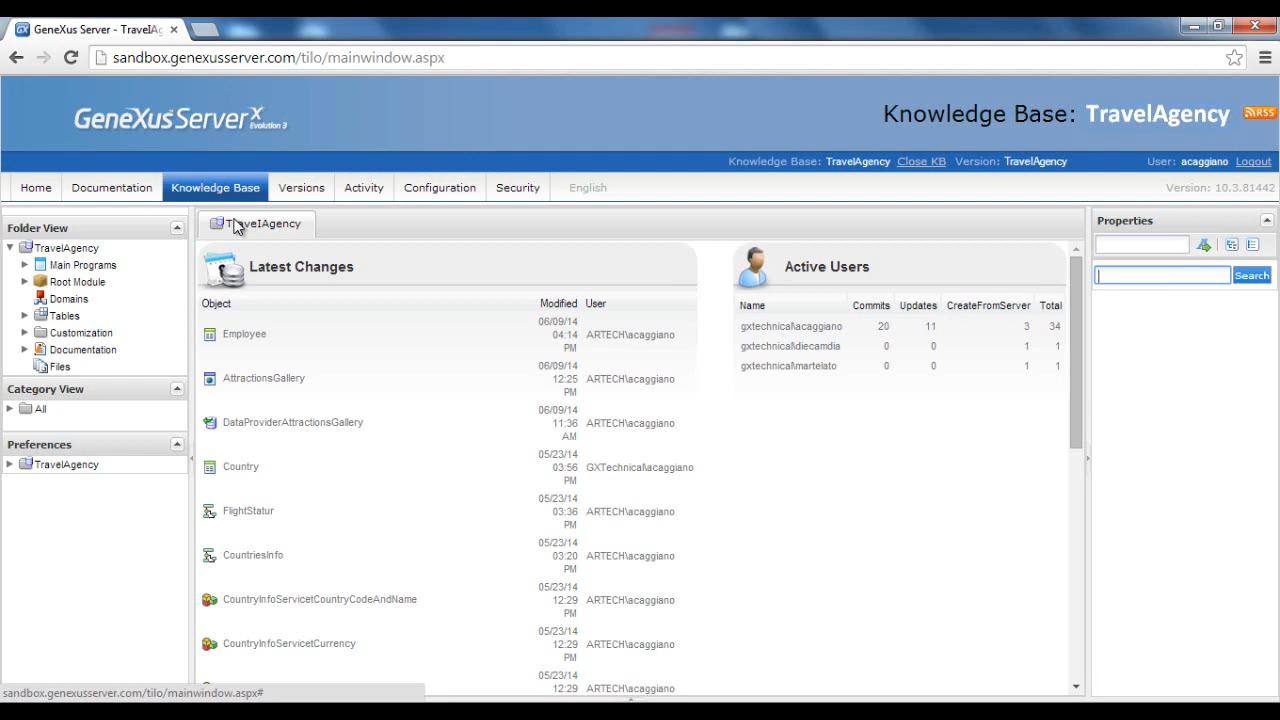 GeneXus Server - TravelAg
sandbox.genexusserver.com/tilo/mainwindow.aspx
GeneXus Server X
Evolution 3
Knowledge Base: TravelAgency
RSS
Knowledge Base: TravelAgency Close KB Version: TravelAgency User: acaggiano Logout
Home Documentation Knowledge Base Versions Activity Configuration Security English Version: 10.3.81442
Folder View
TravelAgency
Main Programs
Root Module
Domains
Tables
Customization
Documentation
Files
Category View
All
Preferences
TravelAgency
TravelAgency
Latest Changes
Object Modified User
Employee 06/09/14 04:14 PM ARTECH\acaggiano
AttractionsGallery 06/09/14 12:25 PM ARTECH\acaggiano
DataProviderAttractionsGallery 06/09/14 11:36 AM ARTECH\acaggiano
Country 05/23/14 03:56 PM GXTechnical\acaggiano
FlightStatur 05/23/14 03:36 PM ARTECH\acaggiano
CountriesInfo 05/23/14 03:20 PM ARTECH\acaggiano
CountryInfoServicetCountryCodeAndName 05/23/14 12:29 PM ARTECH\acaggiano
CountryInfoServicetCurrency 05/23/14 12:29 PM ARTECH\acaggiano
05/23/14 12:29 ARTECH\acaggiano
Active Users
Name Commits Updates CreateFromServer Total
gxtechnical\acaggiano 20 11 3 34
gxtechnical\diecamdia 0 0 1 1
gxtechnical\martelato 0 0 1 1
Properties
Search
sandbox.genexusserver.com/tilo/mainwindow.aspx#